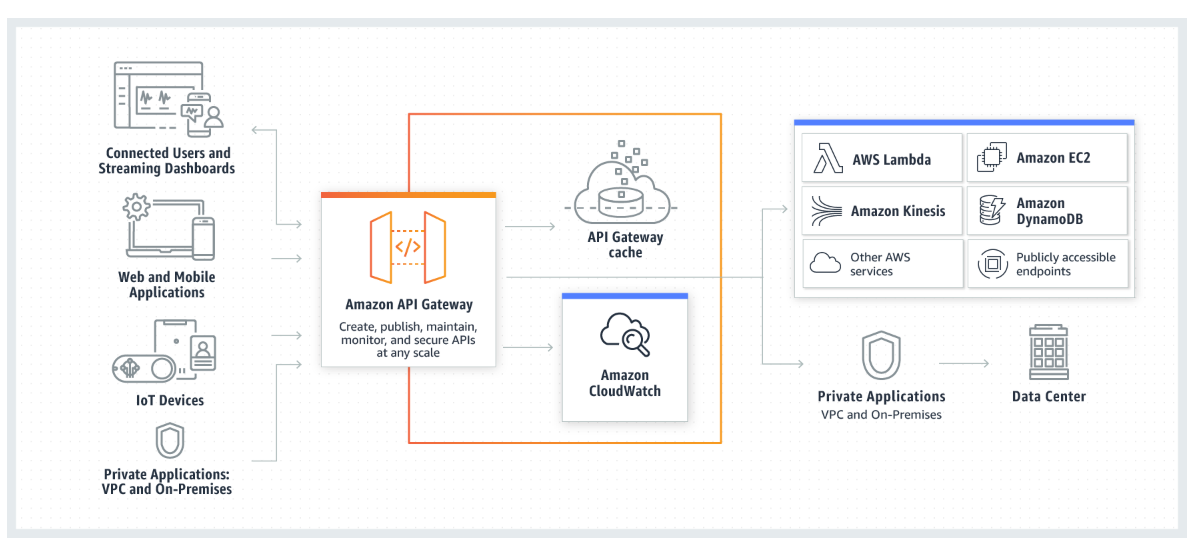 Connected Users and
Streaming Dashboards
Web and Mobile
Applications
IoT Devices
Private Applications:
VPC and On-Premises
</>
Amazon API Gateway
Create, publish, maintain,
monitor, and secure APIs
at any scale
API Gateway
cache
Amazon
CloudWatch
AWS Lambda
Amazon EC2
Amazon Kinesis
Amazon
DynamoDB
Other AWS
services
Publicly accessible
endpoints
Private Applications
VPC and On-Premises
Data Center